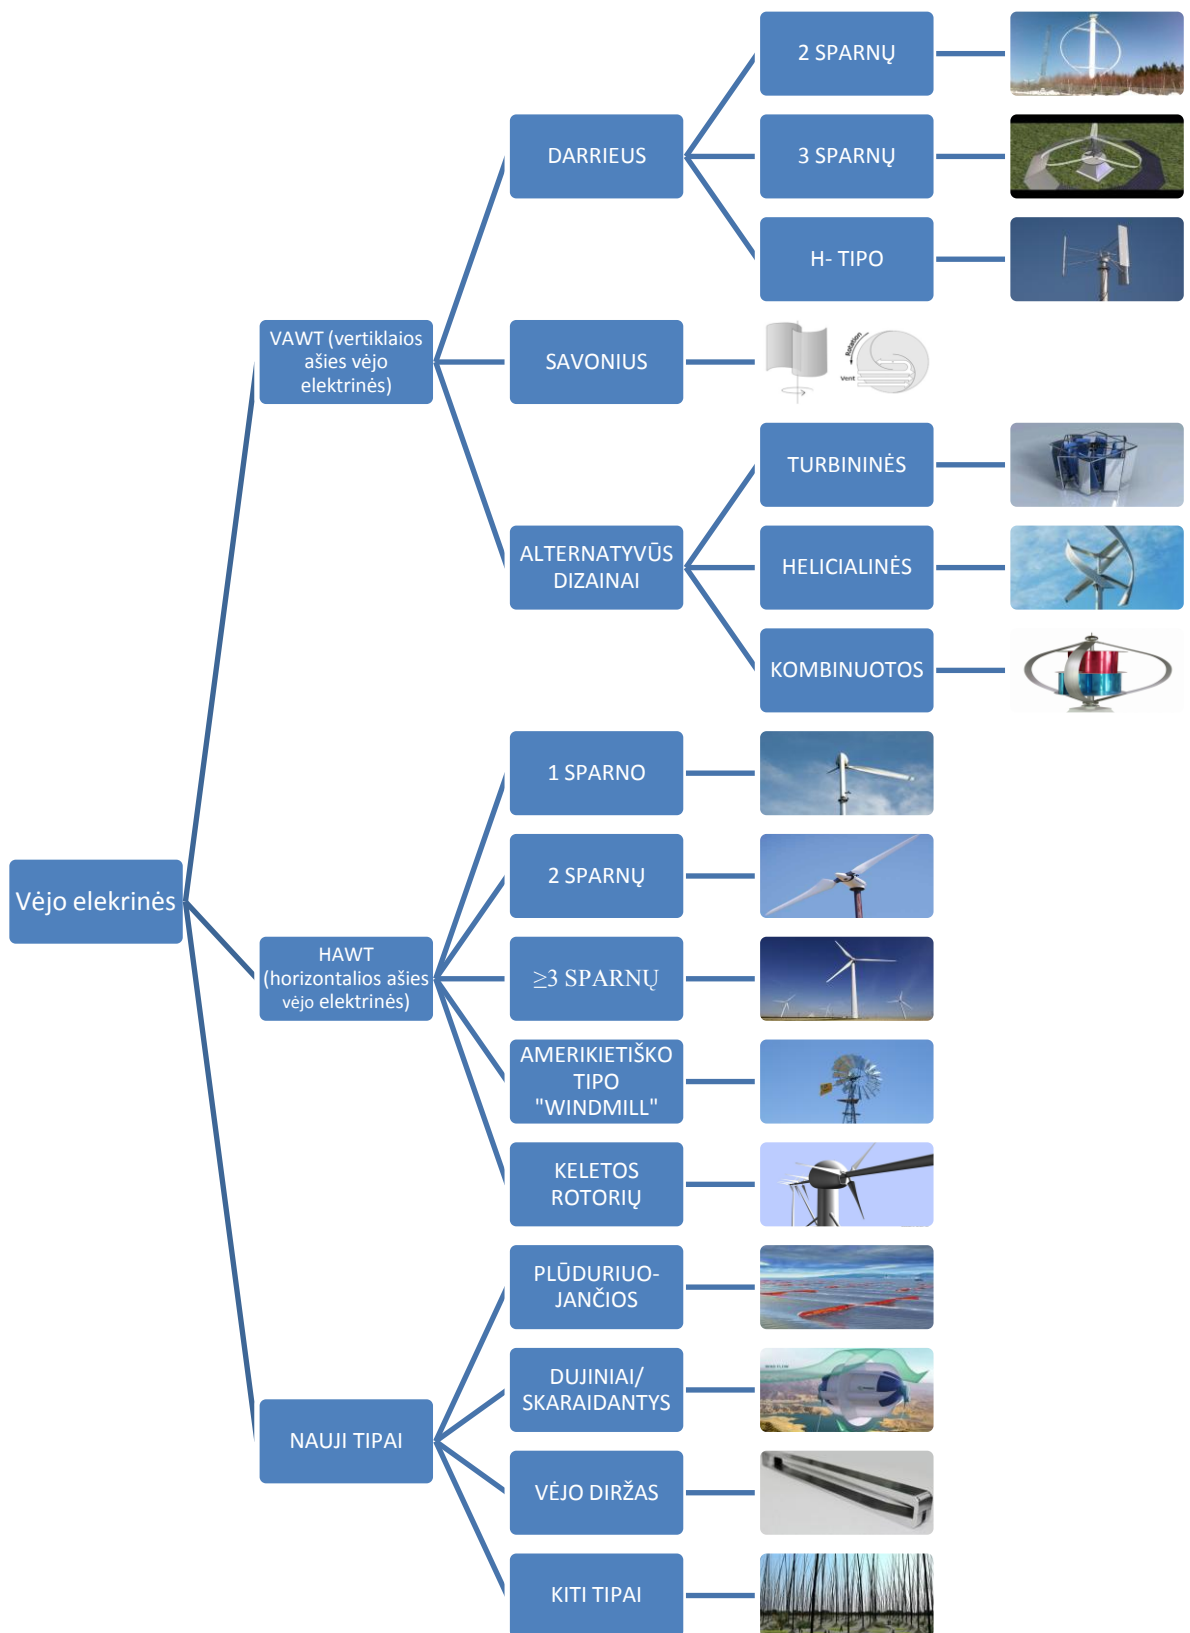 2 SPARNŲ
DARRIEUS
3 SPARNŲ
H- TIPO
VAWT (vertiklaios
ašies vėjo
elektrinės)
SAVONIUS
Rotation
Vent
TURBININĖS
ALTERNATYVŪS
DIZAINAI
HELICIALINĖS
KOMBINUOTOS
Vėjo elekrinės
1 SPARNO
2 SPARNŲ
HAWT
(horizontalios ašies
vėjo elektrinės)
≥3 SPARNŲ
AMERIKIETIŠKO
TIPO
"WINDMILL"
KELETOS
ROTORIŲ
PLŪDURIUO-
JANČIOS
DUJINIAI/
SKARAIDANTYS
NAUJI TIPAI
VĖJO DIRŽAS
KITI TIPAI